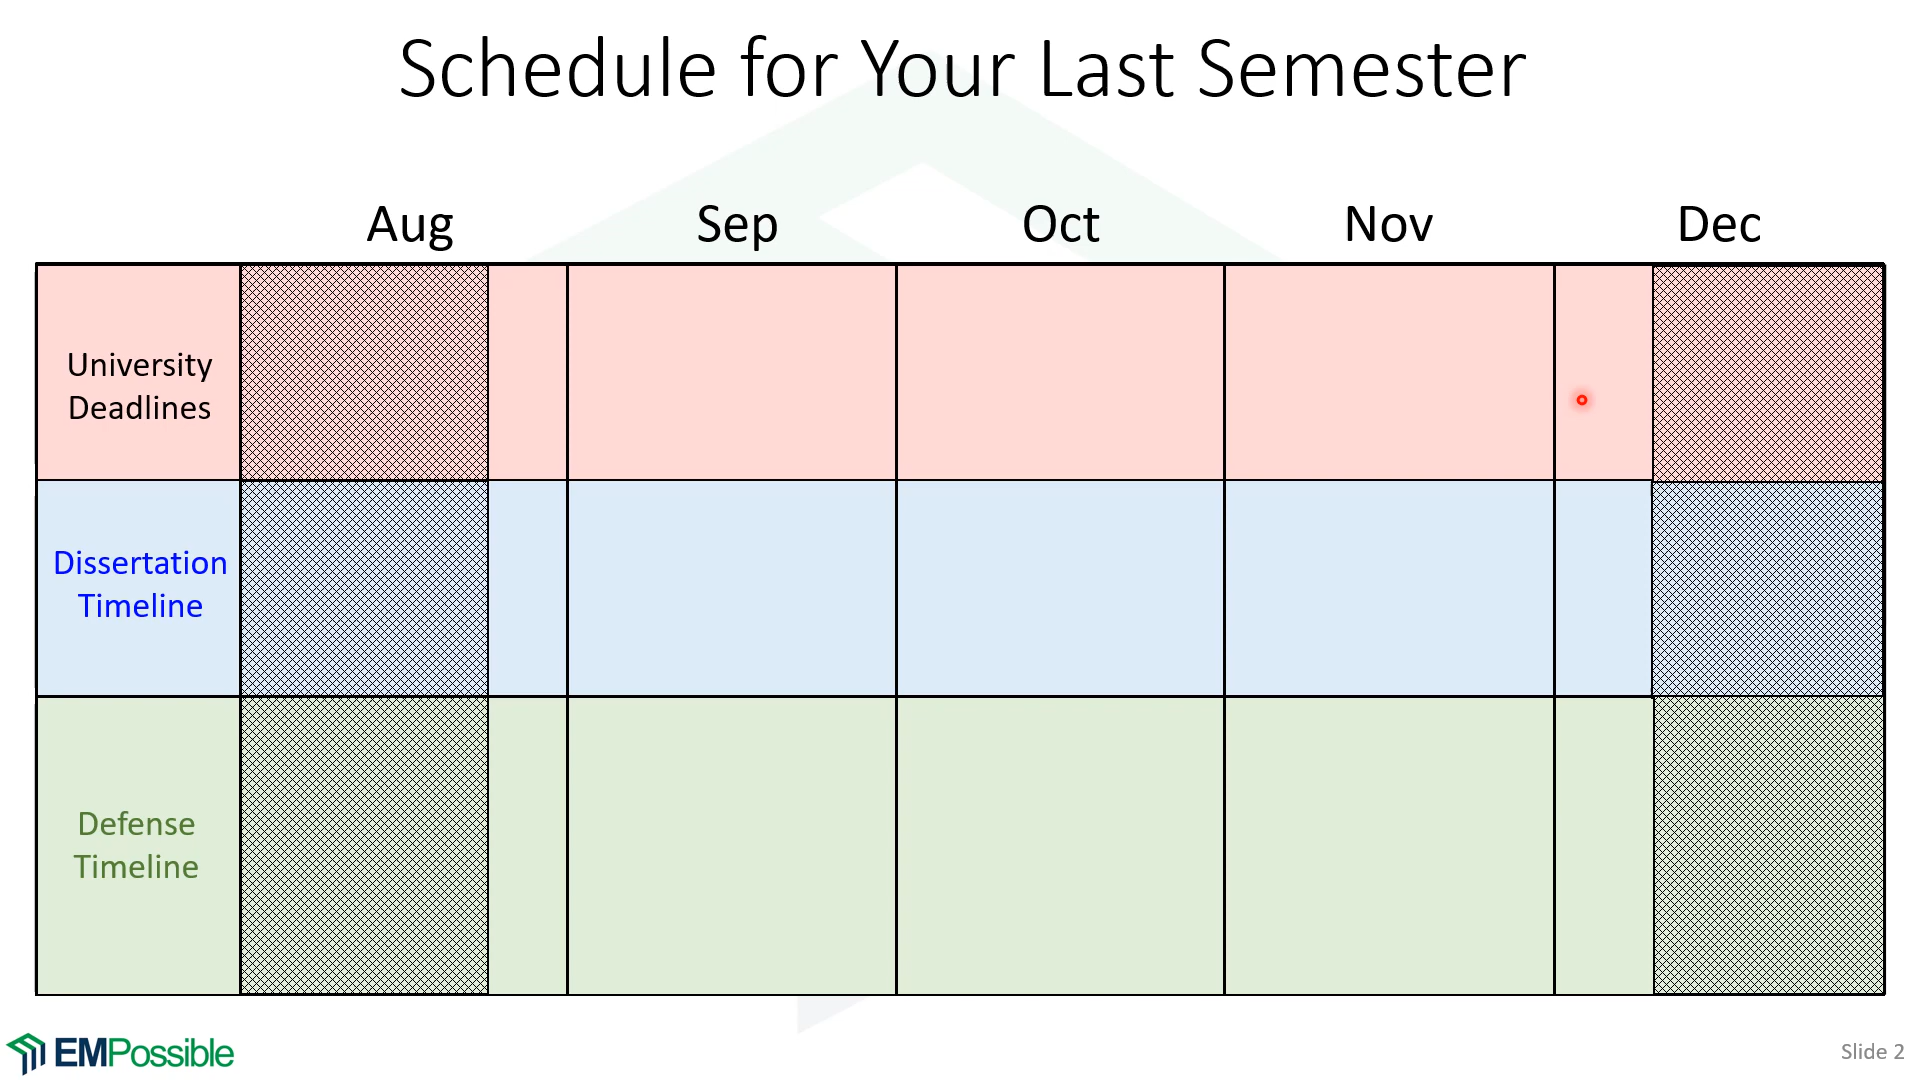 Schedule for Your Last Semester
Aug Sep Oct Nov Dec
University
Deadlines
Dissertation
Timeline
Defense
Timeline
EMPossible
Slide 2